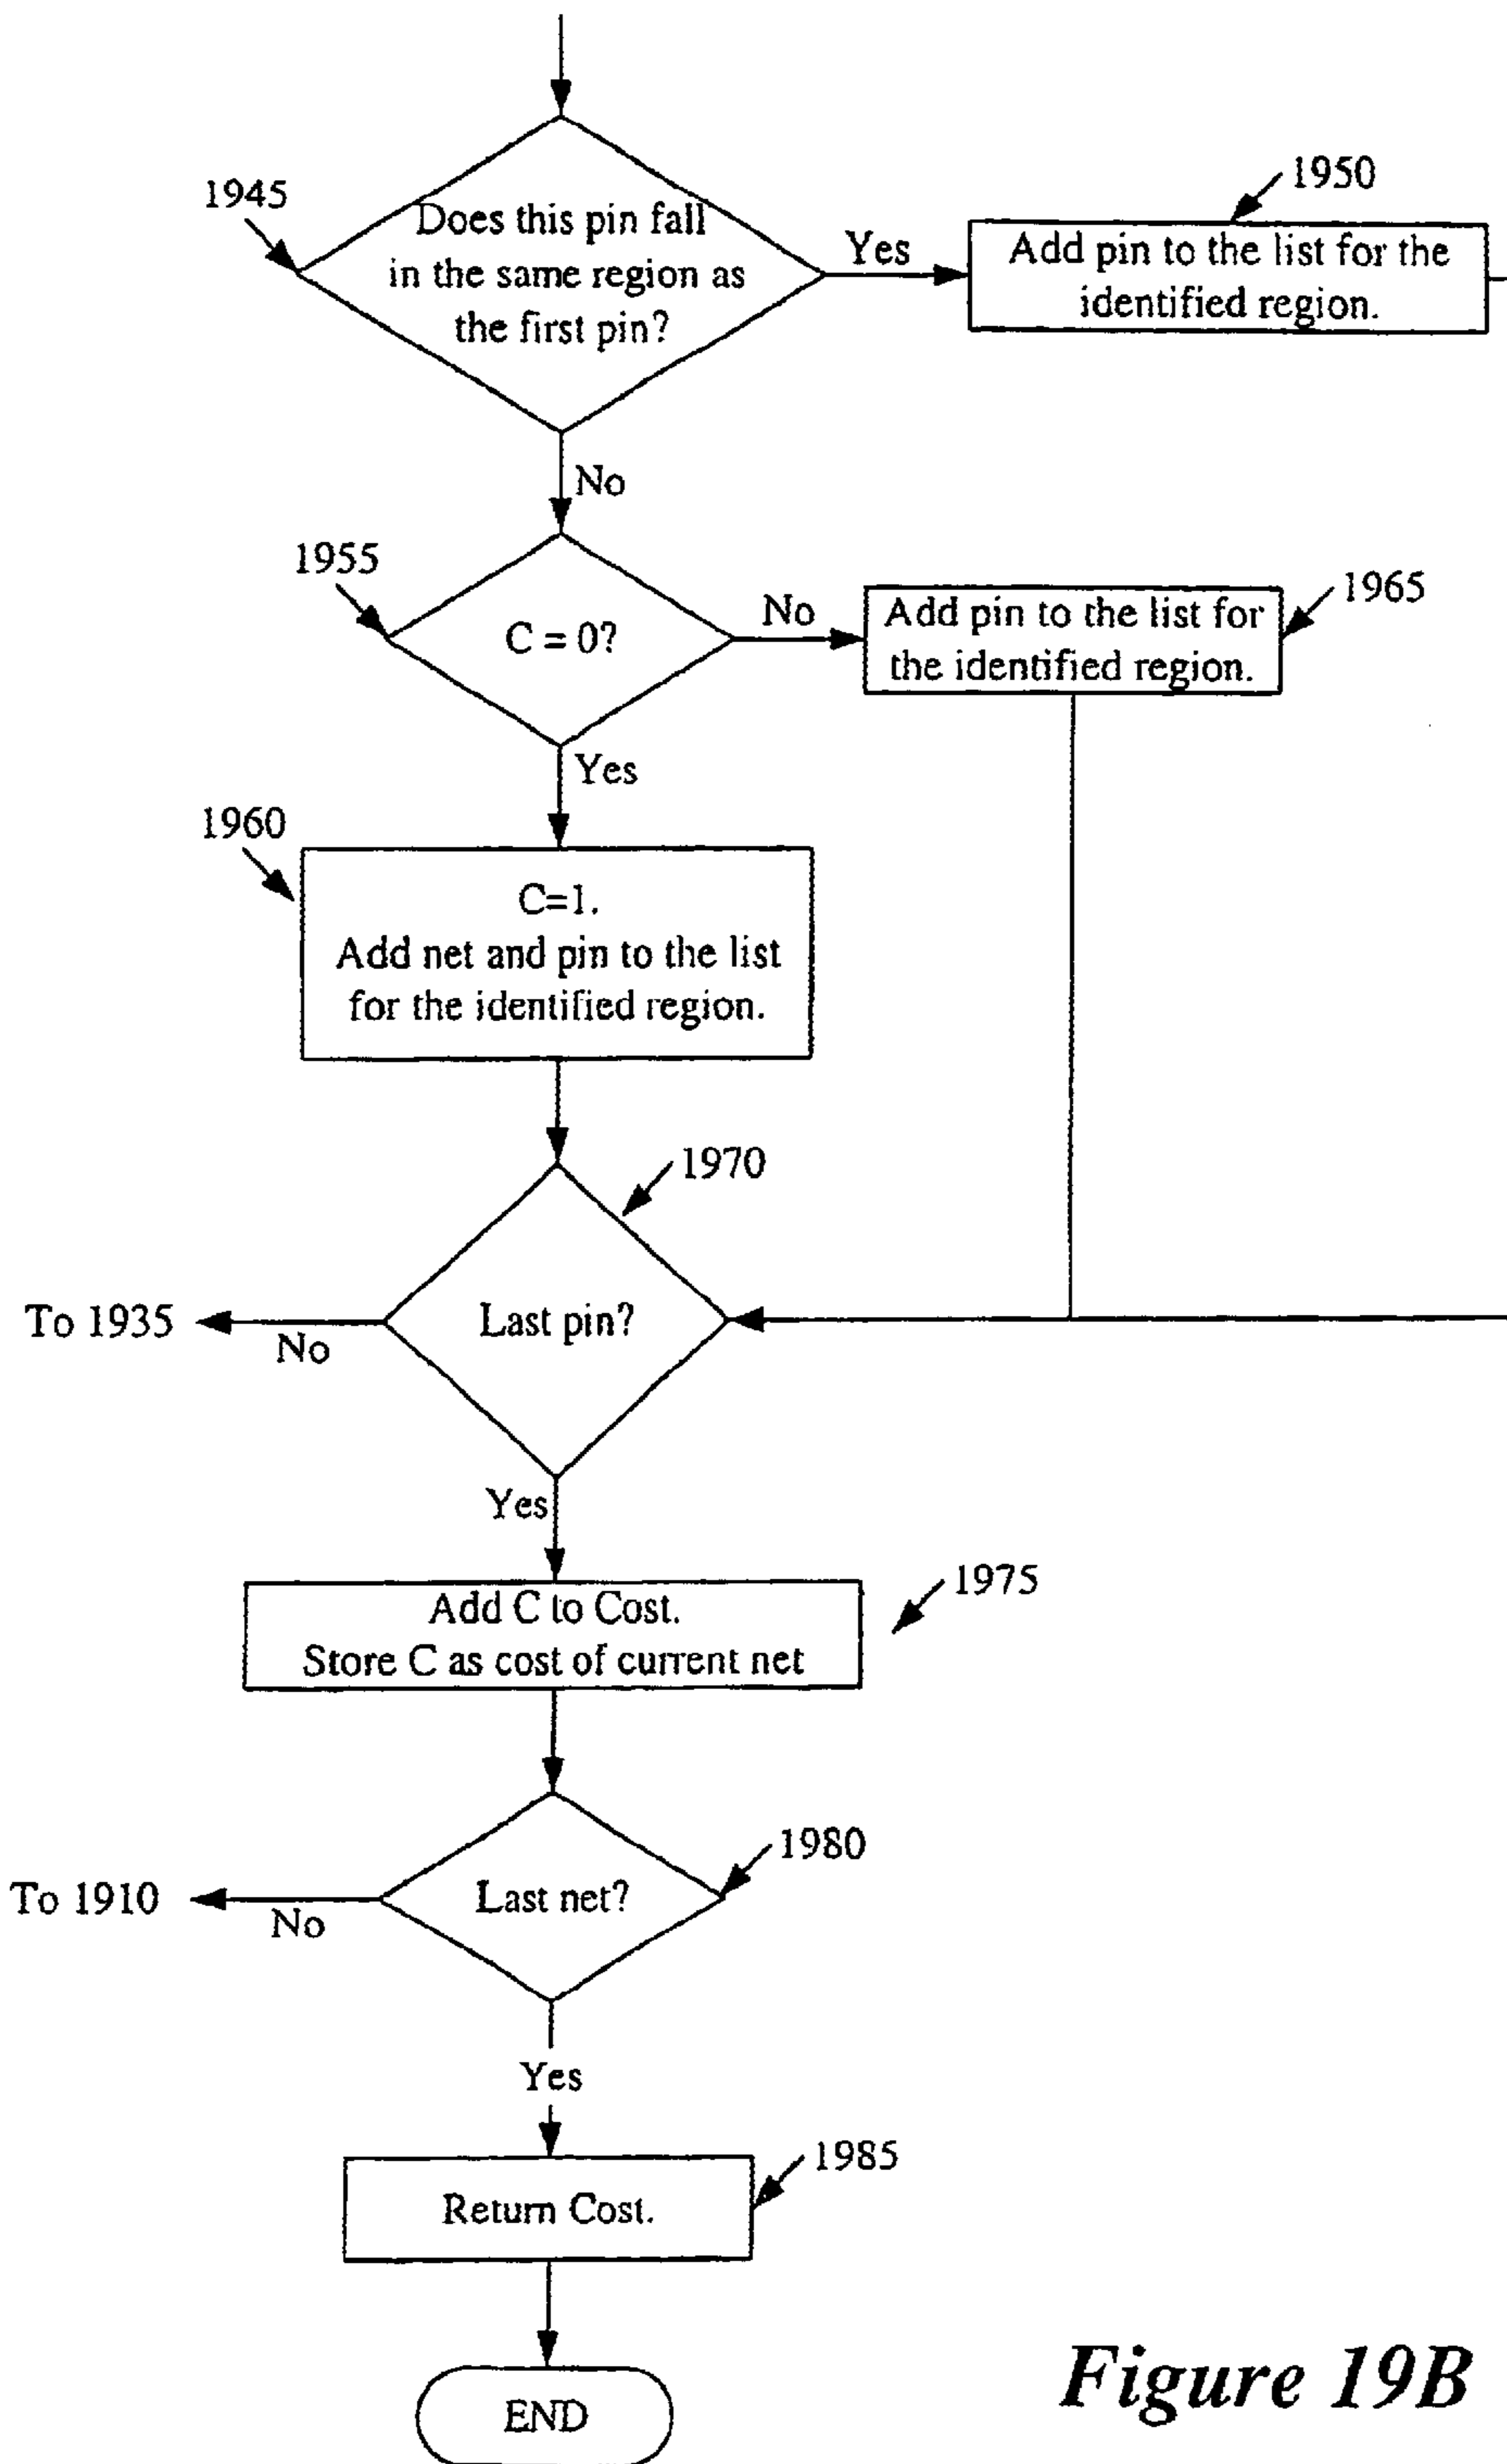 1945
Does this pin fall
in the same region as
the first pin?
Yes
1950
Add pin to the list for the
identified region.
No
1955
C = 0?
No
1965
Add pin to the list for
the identified region.
Yes
1960
C=1.
Add net and pin to the list
for the identified region.
1970
Last pin?
To 1935
No
Yes
1975
Add C to Cost.
Store C as cost of current net
1980
Last net?
To 1910
No
Yes
1985
Return Cost.
END
Figure 19B